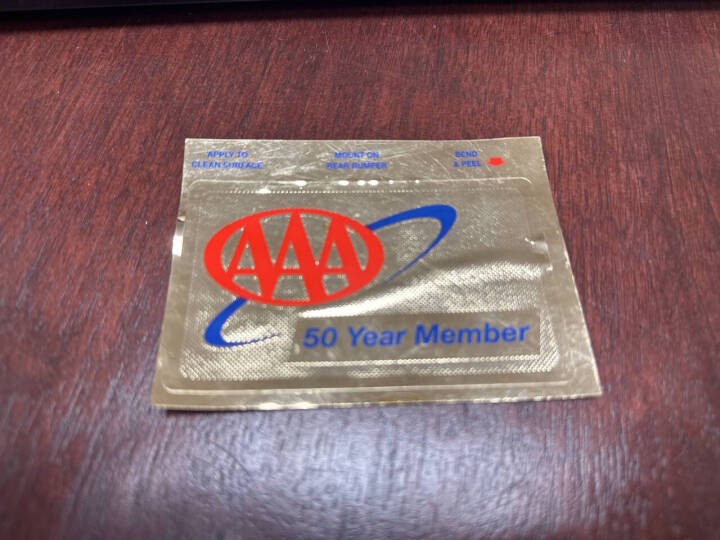 APPLY TO
CLEAN SURFACE
MOUNT ON
REAR BUMPER
BEND
& PEEL
AAA
50 Year Member